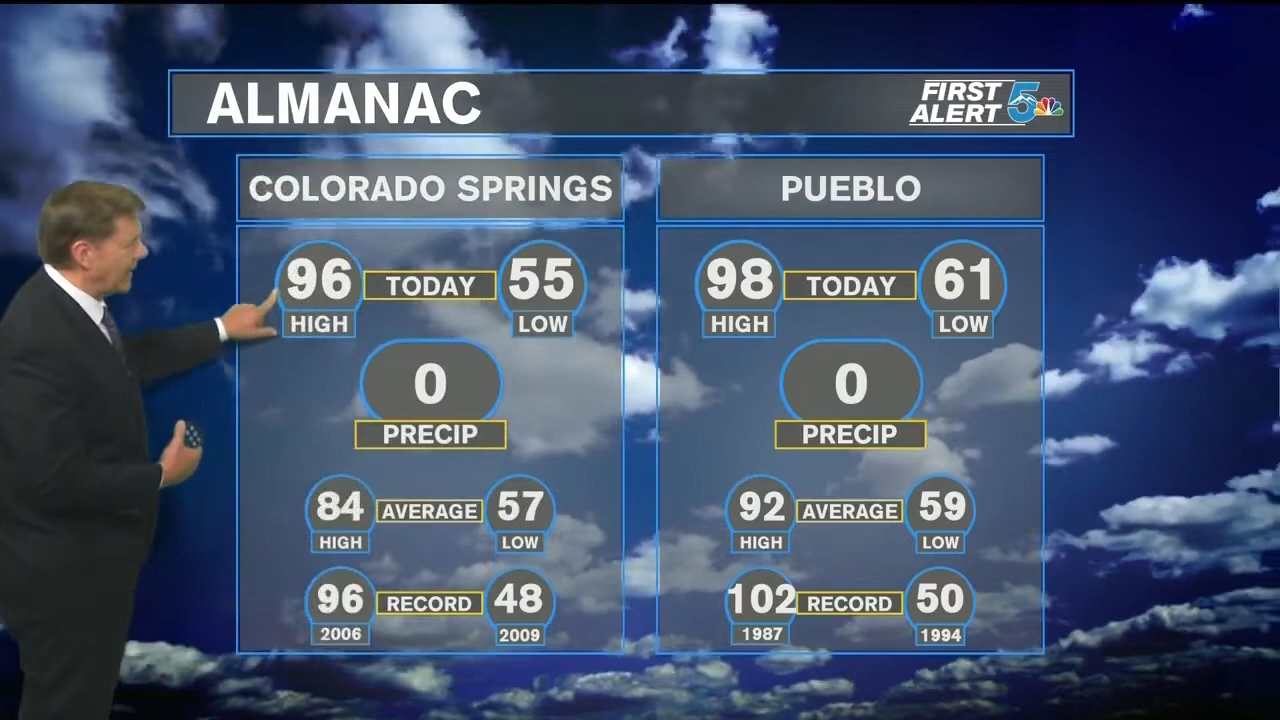 ALMANAC
FIRST
ALERT 5
COLORADO SPRINGS
96 TODAY 55
HIGH LOW
0
PRECIP
84 AVERAGE 57
HIGH LOW
96 RECORD 48
2006 2009
PUEBLO
98 TODAY 61
HIGH LOW
0
PRECIP
92 AVERAGE 59
HIGH LOW
102 RECORD 50
1987 1994